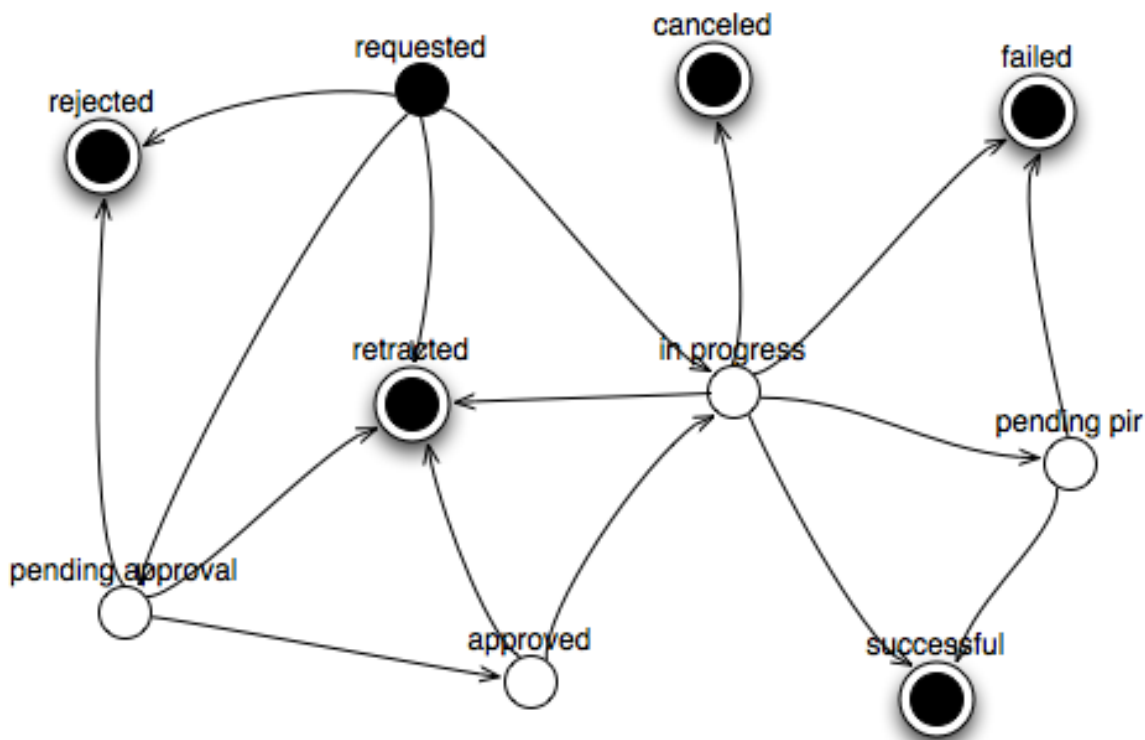 canceled
requested
failed
rejected
retracted
in progress
pending pir
pending approval
approved
successful